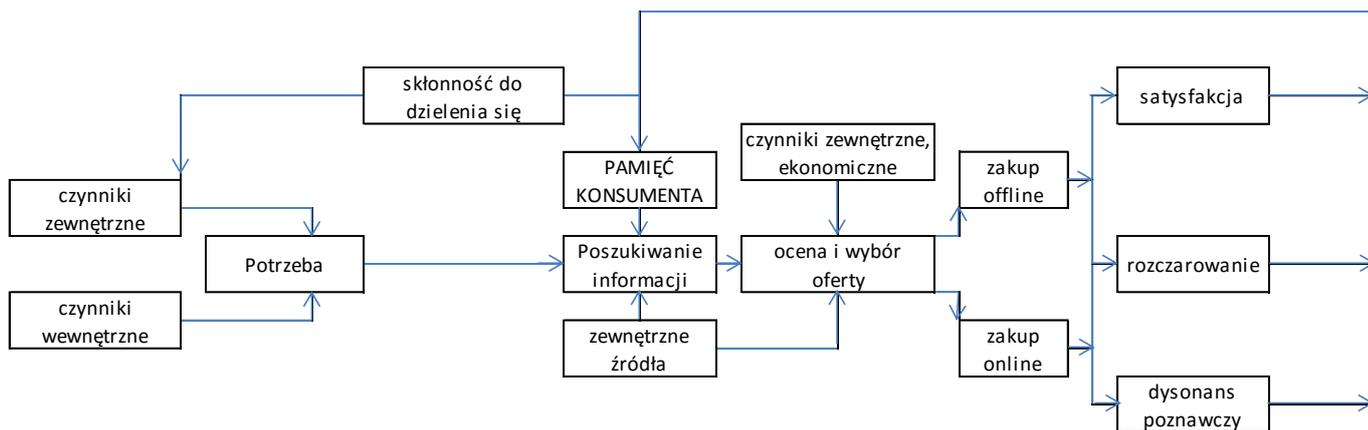 skłonność do
dzielenia się
satysfakcja
czynniki zewnętrzne,
ekonomiczne
PAMIĘĆ
KONSUMENTA
zakup
offline
czynniki
zewnętrzne
Potrzeba
Poszukiwanie
informacji
ocena i wybór
oferty
rozczarowanie
czynniki
wewnętrzne
zewnętrzne
źródła
zakup
online
dysonans
poznawczy